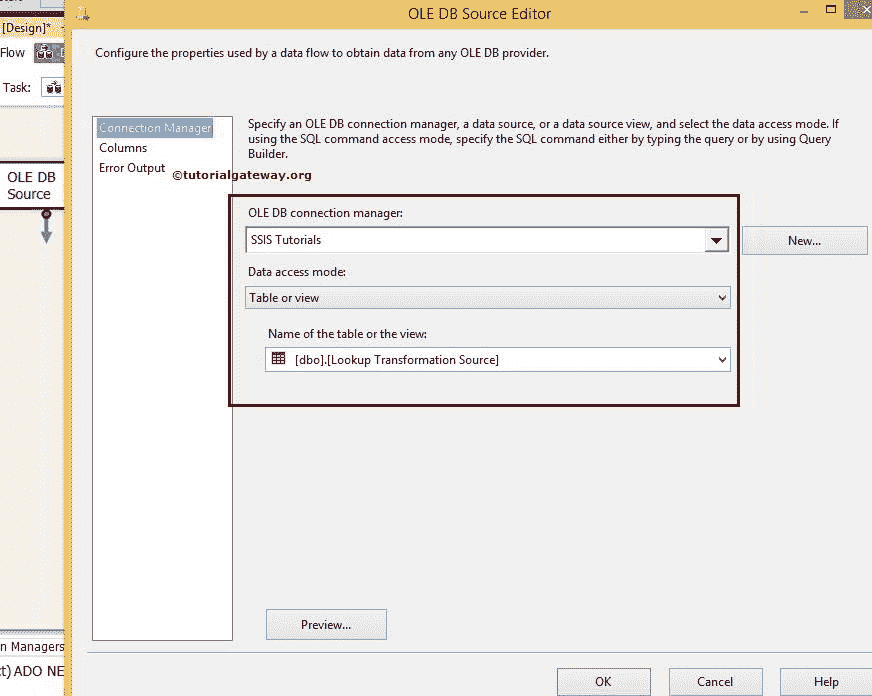 OLE DB Source Editor
[Design]*
Flow
Configure the properties used by a data flow to obtain data from any OLE DB provider.
Task:
Connection Manager
Columns
Error Output
©tutorialgateway.org
Specify an OLE DB connection manager, a data source, or a data source view, and select the data access mode. If
using the SQL command access mode, specify the SQL command either by typing the query or by using Query
Builder.
OLE DB
Source
OLE DB connection manager:
SSIS Tutorials
New...
Data access mode:
Table or view
Name of the table or the view:
[dbo].[Lookup Transformation Source]
Preview...
n Managers
t) ADO NE
OK
Cancel
Help